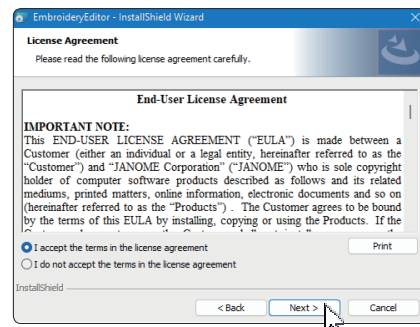 EmbroideryEditor - InstallShield Wizard
License Agreement
Please read the following license agreement carefully.
End-User License Agreement
IMPORTANT NOTE:
This END-USER LICENSE AGREEMENT (“EULA”) is made between a
Customer (either an individual or a legal entity, hereinafter referred to as the
“Customer”) and “JANOME Corporation” (“JANOME”) who is sole copyright
holder of computer software products described as follows and its related
mediums, printed matters, online information, electronic documents and so on
(hereinafter referred to as the “Products”) . The Customer agrees to be bound
by the terms of this EULA by installing, copying or using the Products. If the
I accept the terms in the license agreement
Print
I do not accept the terms in the license agreement
InstallShield
< Back
Next >
Cancel